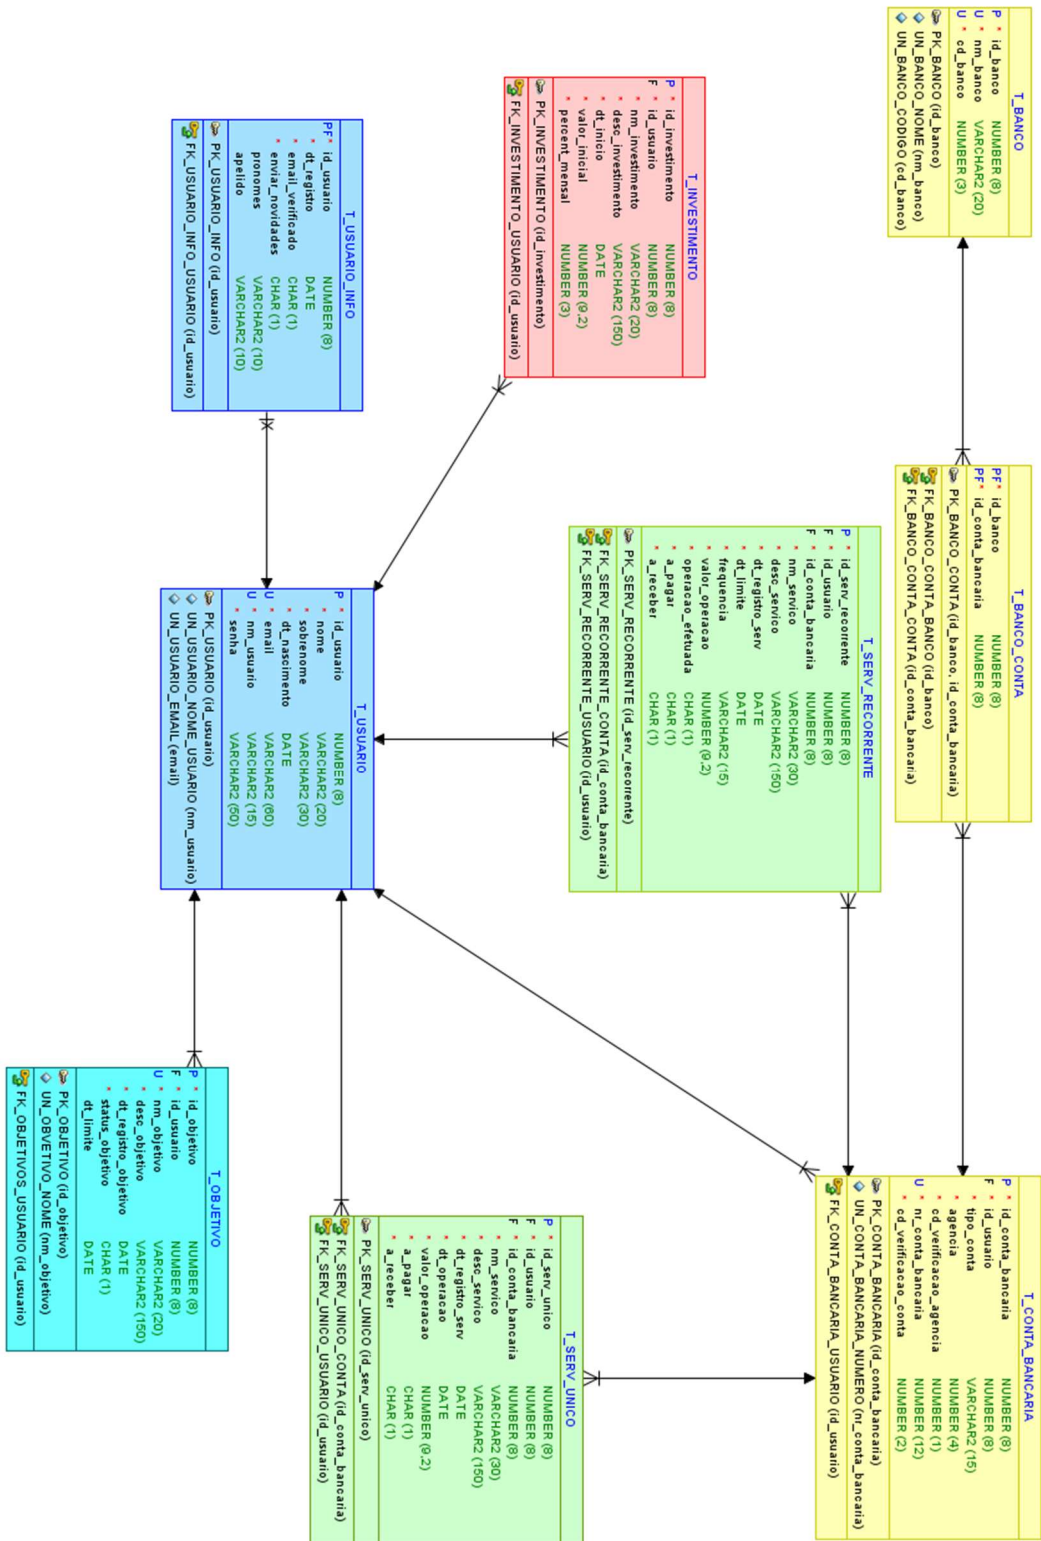 T_BANCO
P * id_banco NUMBER (8)
U * nm_banco VARCHAR2 (20)
U * cd_banco NUMBER (3)
PK_BANCO (id_banco)
UN_BANCO_NOME (nm_banco)
UN_BANCO_CODIGO (cd_banco)
T_BANCO_CONTA
PF* id_banco NUMBER (8)
PF* id_conta_bancaria NUMBER (8)
PK_BANCO_CONTA (id_banco, id_conta_bancaria)
FK_BANCO_CONTA_BANCO (id_banco)
FK_BANCO_CONTA_CONTA (id_conta_bancaria)
T_CONTA_BANCARIA
P * id_conta_bancaria NUMBER (8)
F * id_usuario NUMBER (8)
* tipo_conta VARCHAR2 (15)
* agencia NUMBER (4)
* cd_verificacao_agencia NUMBER (1)
U * nr_conta_bancaria NUMBER (12)
* cd_verificacao_conta NUMBER (2)
PK_CONTA_BANCARIA (id_conta_bancaria)
UN_CONTA_BANCARIA_NUMERO (nr_conta_bancaria)
FK_CONTA_BANCARIA_USUARIO (id_usuario)
T_INVESTIMENTO
P * id_investimento NUMBER (8)
F * id_usuario NUMBER (8)
* nm_investimento VARCHAR2 (20)
* desc_investimento VARCHAR2 (150)
* dt_inicio DATE
* valor_inicial NUMBER (9,2)
* percent_mensal NUMBER (3)
PK_INVESTIMENTO (id_investimento)
FK_INVESTIMENTO_USUARIO (id_usuario)
T_SERV_RECORRENTE
P * id_serv_recorrente NUMBER (8)
F * id_usuario NUMBER (8)
F * id_conta_bancaria NUMBER (8)
* nm_servico VARCHAR2 (30)
* desc_servico VARCHAR2 (150)
* dt_registro_serv DATE
* dt_limite DATE
* frequencia VARCHAR2 (15)
* valor_operacao NUMBER (9,2)
* operacao_efetuada CHAR (1)
* a_pagar CHAR (1)
* a_receber CHAR (1)
PK_SERV_RECORRENTE (id_serv_recorrente)
FK_SERV_RECORRENTE_CONTA (id_conta_bancaria)
FK_SERV_RECORRENTE_USUARIO (id_usuario)
T_SERV_UNICO
P * id_serv_unico NUMBER (8)
F * id_usuario NUMBER (8)
F * id_conta_bancaria NUMBER (8)
* nm_servico VARCHAR2 (30)
* desc_servico VARCHAR2 (150)
* dt_registro_serv DATE
* dt_operacao DATE
* valor_operacao NUMBER (9,2)
* a_pagar CHAR (1)
* a_receber CHAR (1)
PK_SERV_UNICO (id_serv_unico)
FK_SERV_UNICO_CONTA (id_conta_bancaria)
FK_SERV_UNICO_USUARIO (id_usuario)
T_USUARIO_INFO
PF* id_usuario NUMBER (8)
* dt_registro DATE
* email_verificado CHAR (1)
* enviar_novidades CHAR (1)
pronomes VARCHAR2 (10)
apelido VARCHAR2 (10)
PK_USUARIO_INFO (id_usuario)
FK_USUARIO_INFO_USUARIO (id_usuario)
T_USUARIO
P * id_usuario NUMBER (8)
* nome VARCHAR2 (20)
* sobrenome VARCHAR2 (30)
* dt_nascimento DATE
U * email VARCHAR2 (60)
U * nm_usuario VARCHAR2 (15)
* senha VARCHAR2 (50)
PK_USUARIO (id_usuario)
UN_USUARIO_NOME_USUARIO (nm_usuario)
UN_USUARIO_EMAIL (email)
T_OBJETIVO
P * id_objetivo NUMBER (8)
F * id_usuario NUMBER (8)
U * nm_objetivo VARCHAR2 (20)
* desc_objetivo VARCHAR2 (150)
* dt_registro_objetivo DATE
* status_objetivo CHAR (1)
dt_limite DATE
PK_OBJETIVO (id_objetivo)
UN_OBVETIVO_NOME (nm_objetivo)
FK_OBJETIVOS_USUARIO (id_usuario)